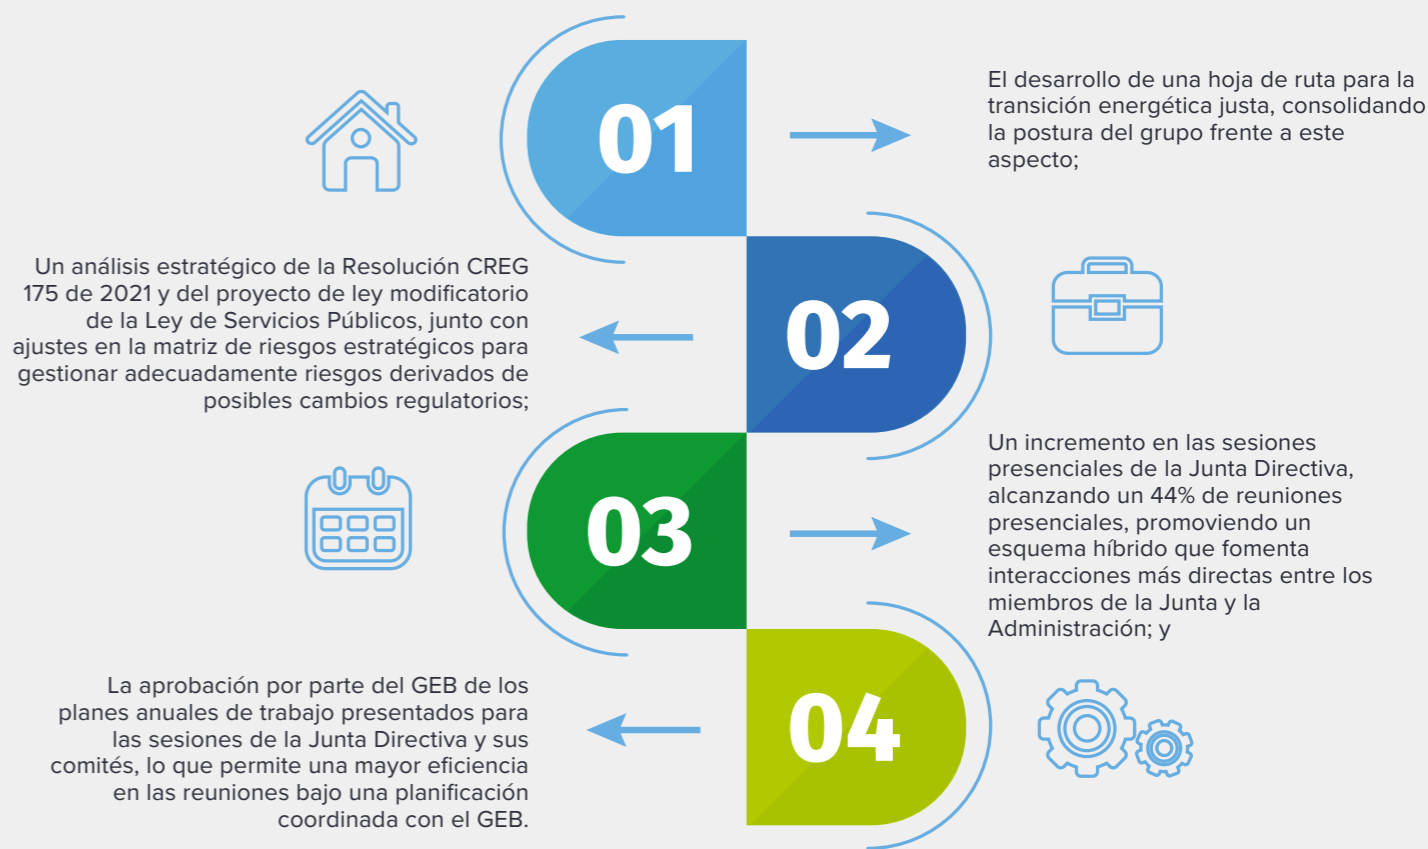 01
El desarrollo de una hoja de ruta para la
transición energética justa, consolidando
la postura del grupo frente a este
aspecto;
02
Un análisis estratégico de la Resolución CREG
175 de 2021 y del proyecto de ley modificatorio
de la Ley de Servicios Públicos, junto con
ajustes en la matriz de riesgos estratégicos para
gestionar adecuadamente riesgos derivados de
posibles cambios regulatorios;
03
Un incremento en las sesiones
presenciales de la Junta Directiva,
alcanzando un 44% de reuniones
presenciales, promoviendo un
esquema híbrido que fomenta
interacciones más directas entre los
miembros de la Junta y la
Administración; y
04
La aprobación por parte del GEB de los
planes anuales de trabajo presentados para
las sesiones de la Junta Directiva y sus
comités, lo que permite una mayor eficiencia
en las reuniones bajo una planificación
coordinada con el GEB.